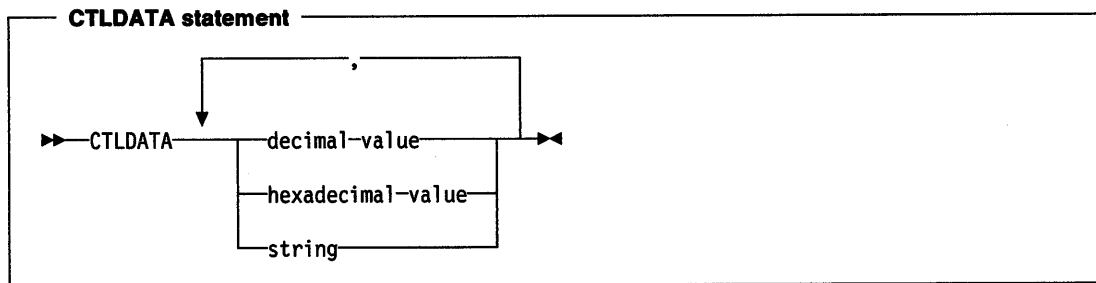 CTLDATA statement
,
CTLDATA decimal value
hexadecimal value
string